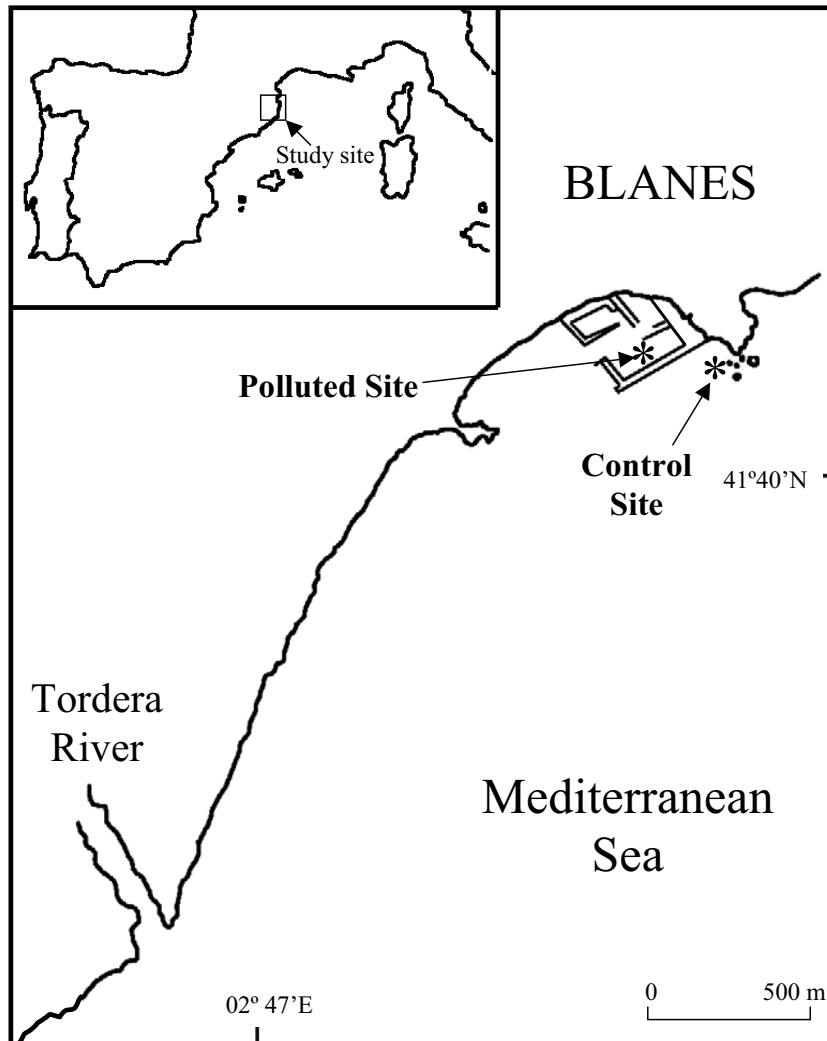 Study site
BLANES
Polluted Site
Control
Site
41º40’N
Tordera
River
Mediterranean
Sea
02º 47’E
0 500 m